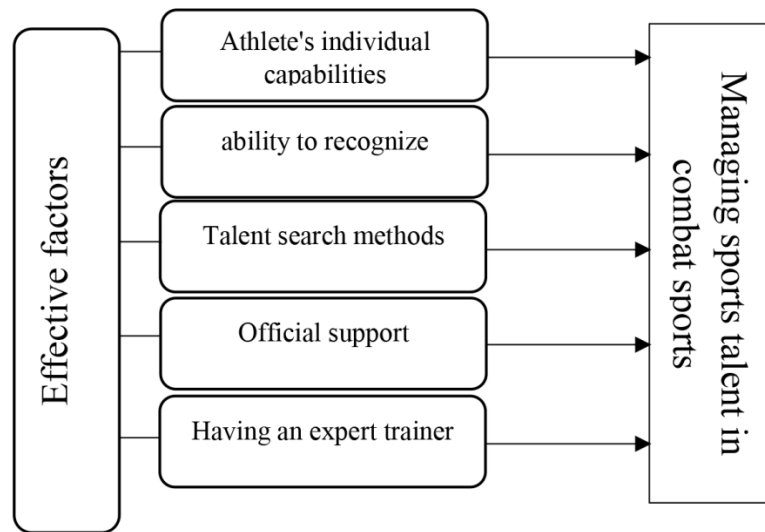 Effective factors
Athlete's individual
capabilities
ability to recognize
Talent search methods
Official support
Having an expert trainer
Managing sports talent in
combat sports